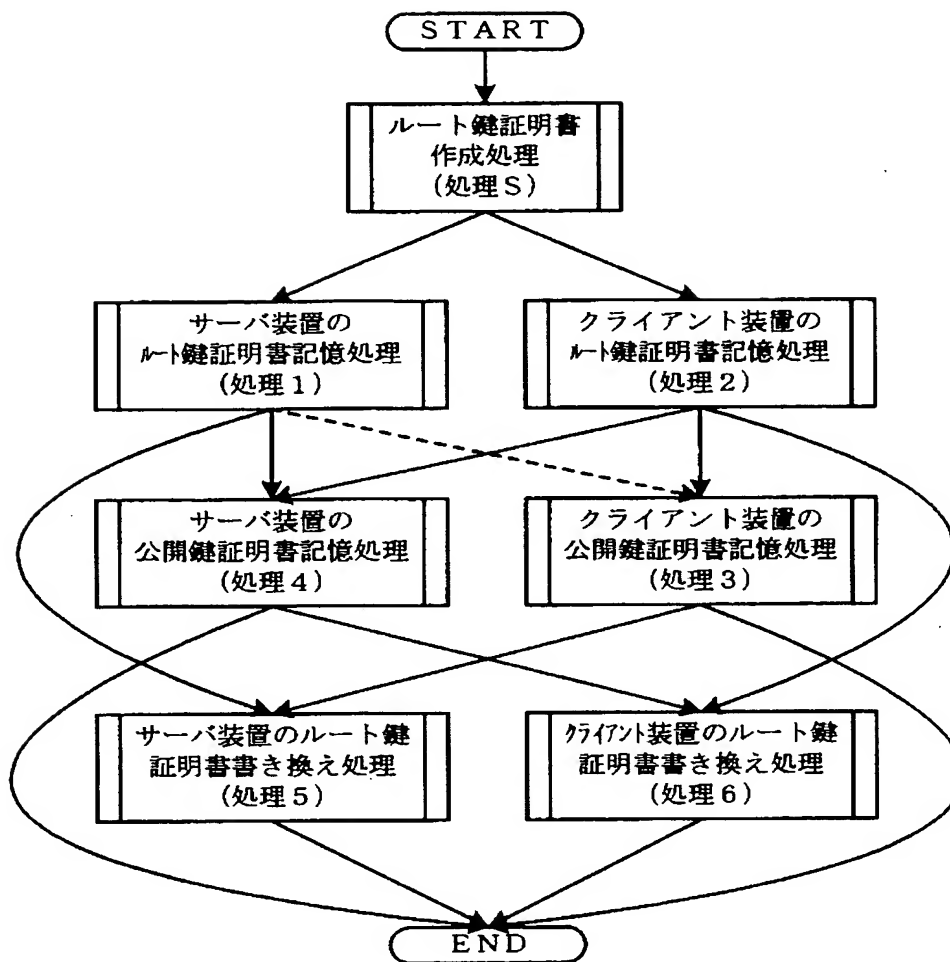 START
ルート鍵証明書
作成処理
(処理S)
サーバ装置の
ルート鍵証明書記憶処理
(処理1)
クライアント装置の
ルート鍵証明書記憶処理
(処理2)
サーバ装置の
公開鍵証明書記憶処理
(処理4)
クライアント装置の
公開鍵証明書記憶処理
(処理3)
サーバ装置のルート鍵
証明書書き換え処理
(処理5)
クライアント装置のルート鍵
証明書書き換え処理
(処理6)
END